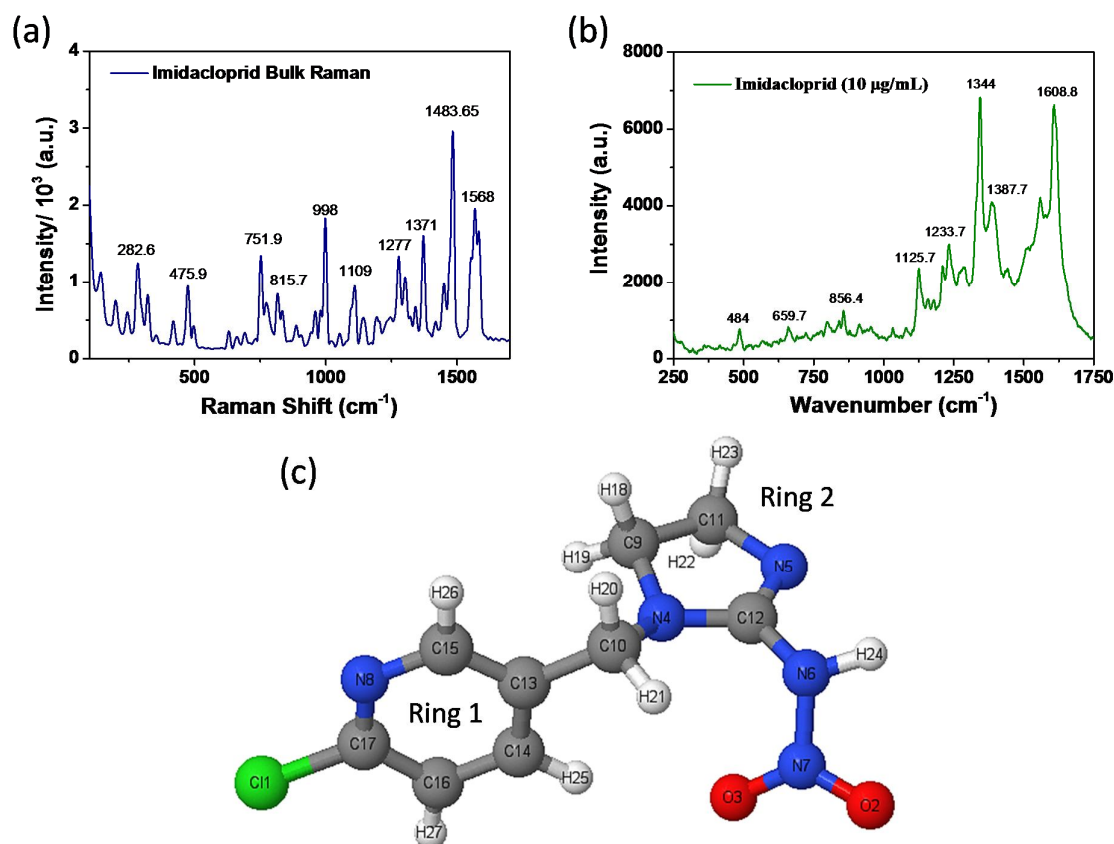 (a)
Imidacloprid Bulk Raman
Intensity/ 10³ (a.u.)
4
3
2
1
0
282.6
475.9
751.9
815.7
998
1109
1277
1371
1483.65
1568
500
1000
1500
Raman Shift (cm⁻¹)
(b)
Imidacloprid (10 µg/mL)
Intensity (a.u.)
8000
6000
4000
2000
0
484
659.7
856.4
1125.7
1233.7
1344
1387.7
1608.8
250
500
750
1000
1250
1500
1750
Wavenumber (cm⁻¹)
(c)
H23
H18
Ring 2
C11
C9
H19
H22
N5
H26
H20
N4
C12
C15
C10
H24
N6
N8
C13
H21
Ring 1
C17
C14
N7
Cl1
C16
H25
O3
O2
H27